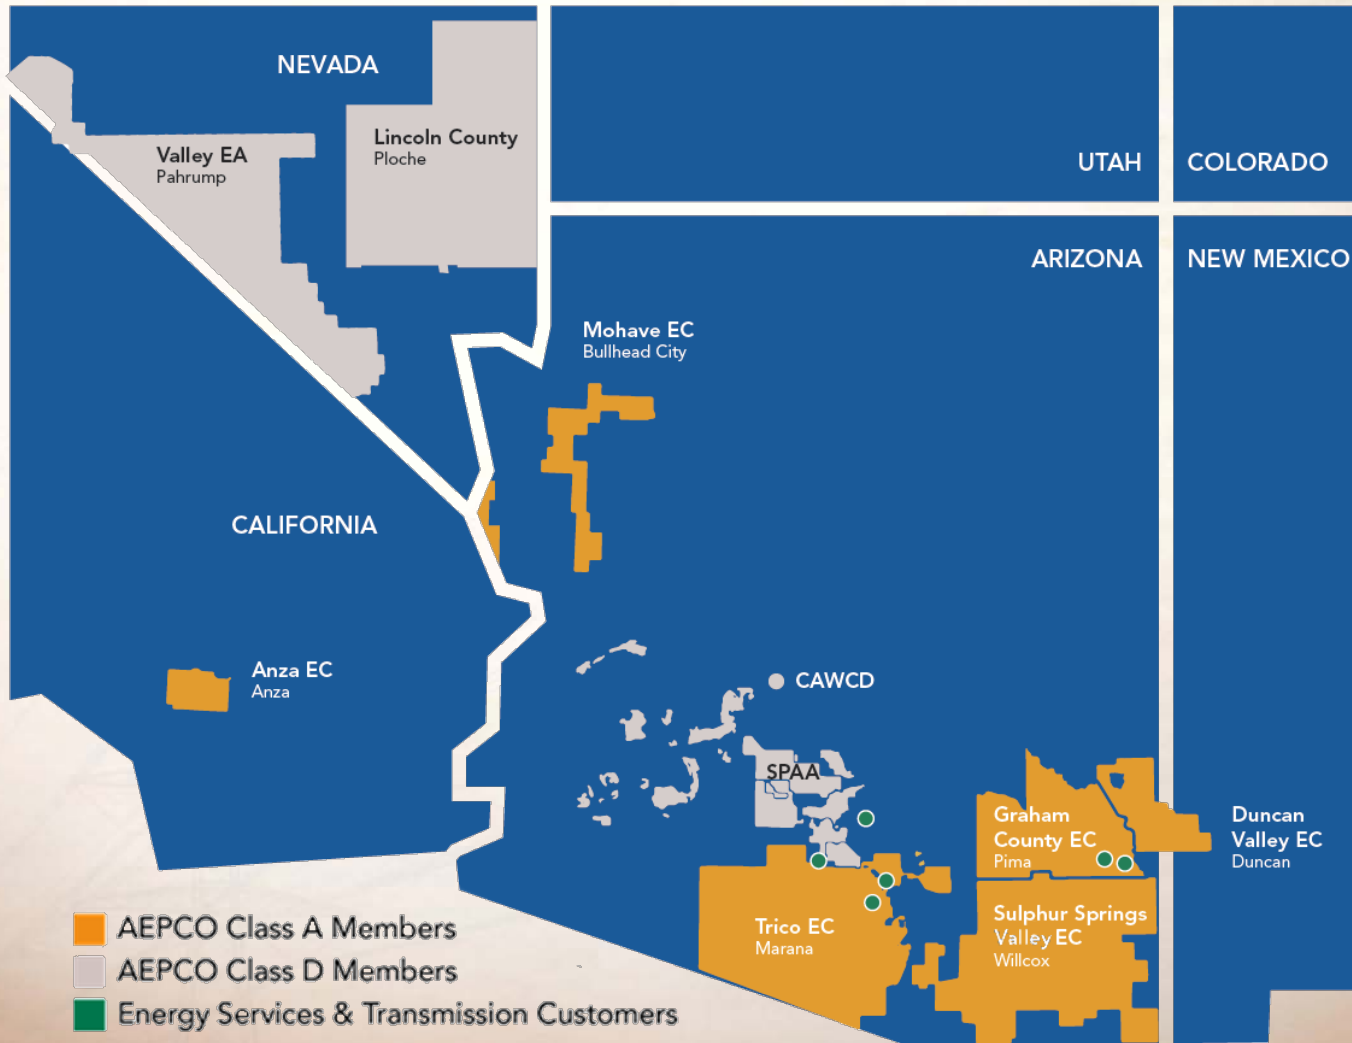 NEVADA
Lincoln County
Ploche
Valley EA
Pahrump
UTAH
COLORADO
ARIZONA
NEW MEXICO
Mohave EC
Bullhead City
CALIFORNIA
Anza EC
Anza
CAWCD
SPAA
Graham
County EC
Pima
Duncan
Valley EC
Duncan
Trico EC
Marana
Sulphur Springs
Valley EC
Willcox
AEPCO Class A Members
AEPCO Class D Members
Energy Services & Transmission Customers